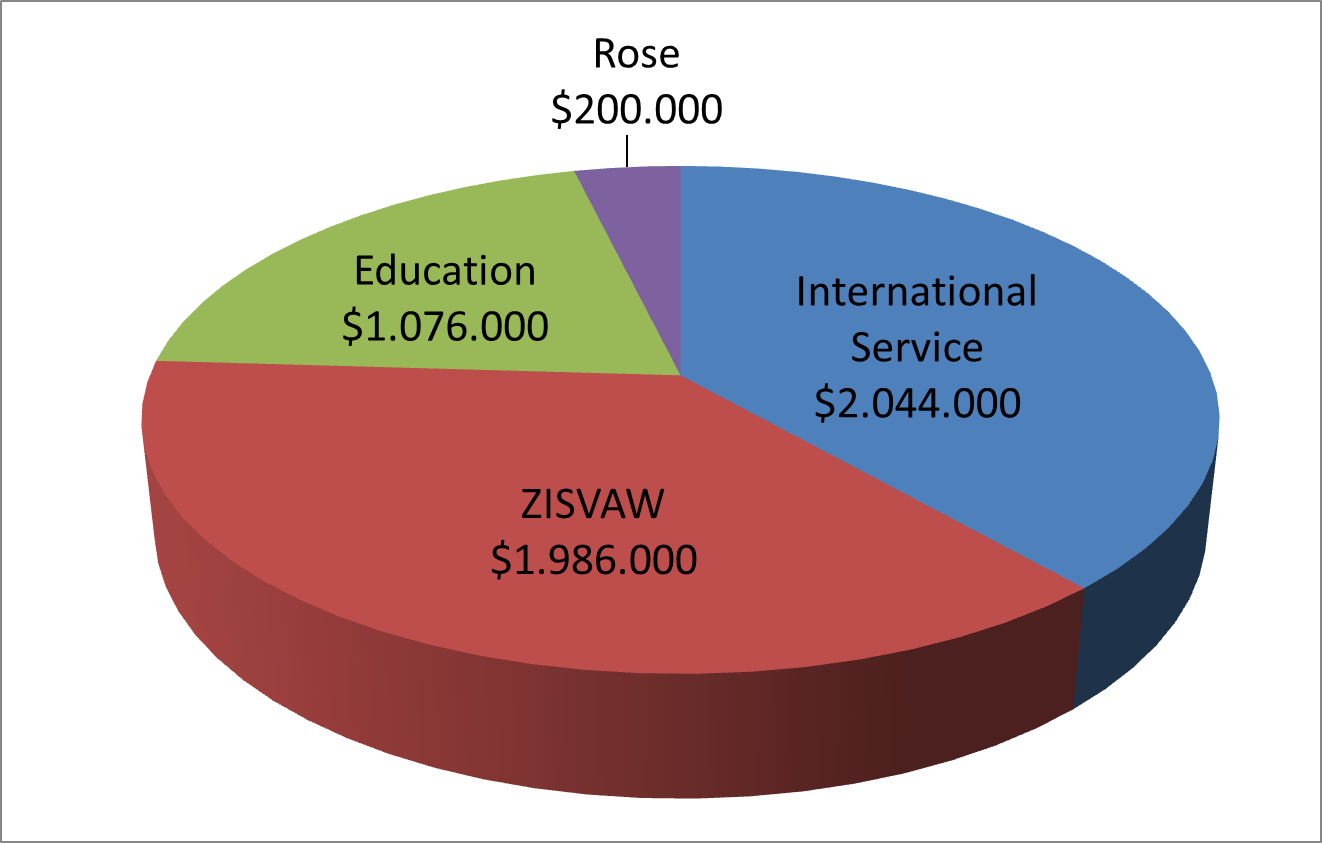 Rose
$200.000
Education
$1.076.000
International
Service
$2.044.000
ZISVAW
$1.986.000